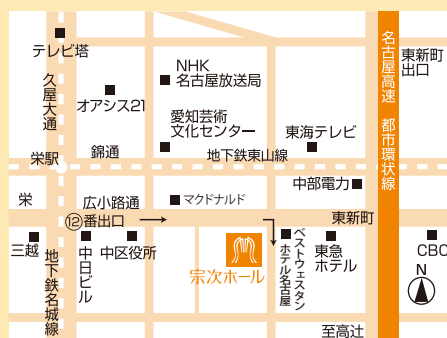 テレビ塔
久屋大通
オアシス21
NHK
名古屋放送局
愛知芸術
文化センター
東海テレビ
名古屋高速 都市環状線
東新町
出口
栄駅
錦通
地下鉄東山線
中部電力
栄
広小路通
マクドナルド
⑫番出口
東新町
三越
地下鉄名城線
中日ビル
中区役所
宗次ホール
ベストウェスタン
ホテル名古屋
東急
ホテル
CBC
N
至高辻